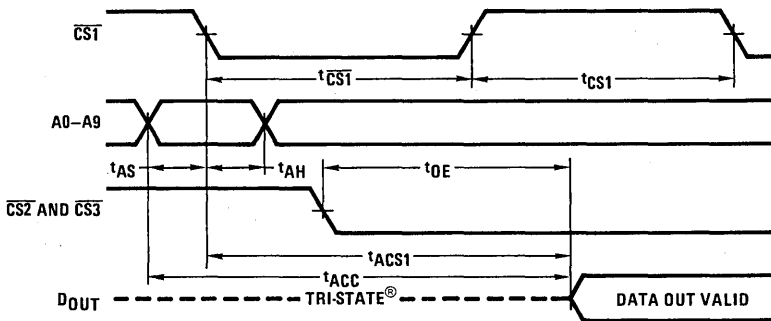 CS1
tCS1
tCS1
A0–A9
tAS
tAH
tOE
CS2 AND CS3
tACS1
tACC
DOUT
TRI-STATE®
DATA OUT VALID